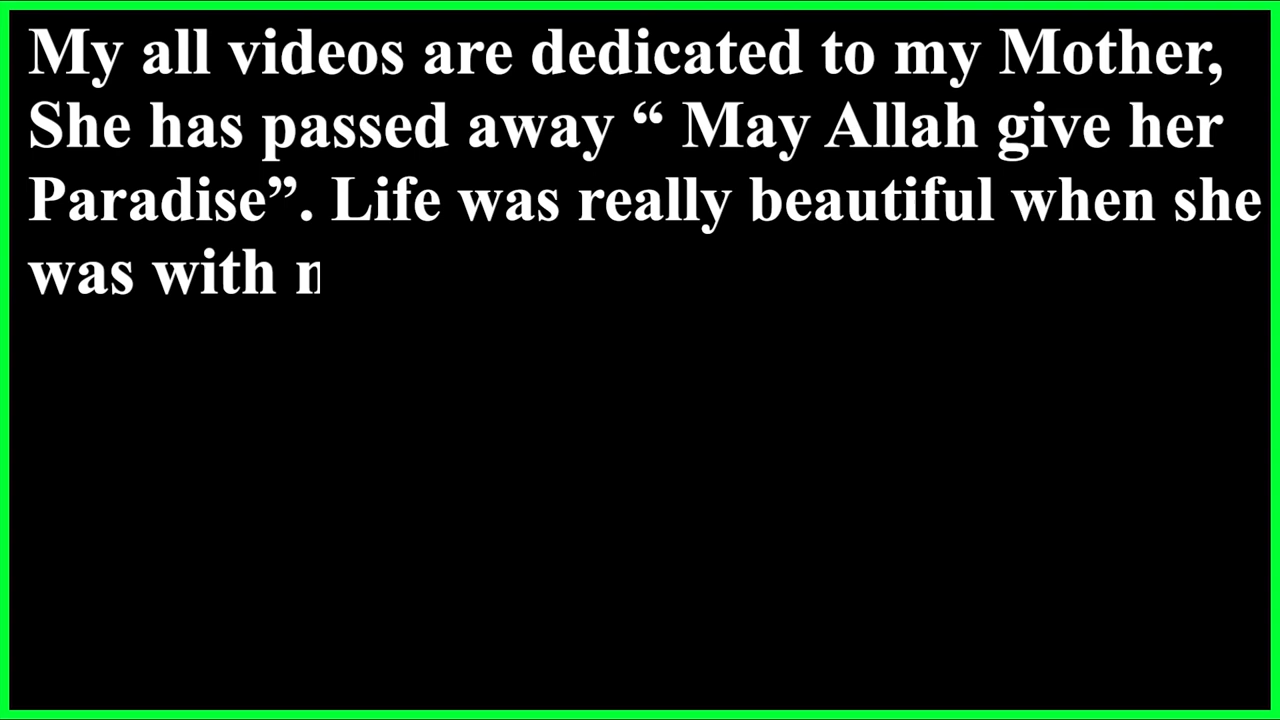 My all videos are dedicated to my Mother,
She has passed away “ May Allah give her
Paradise”. Life was really beautiful when she
was with